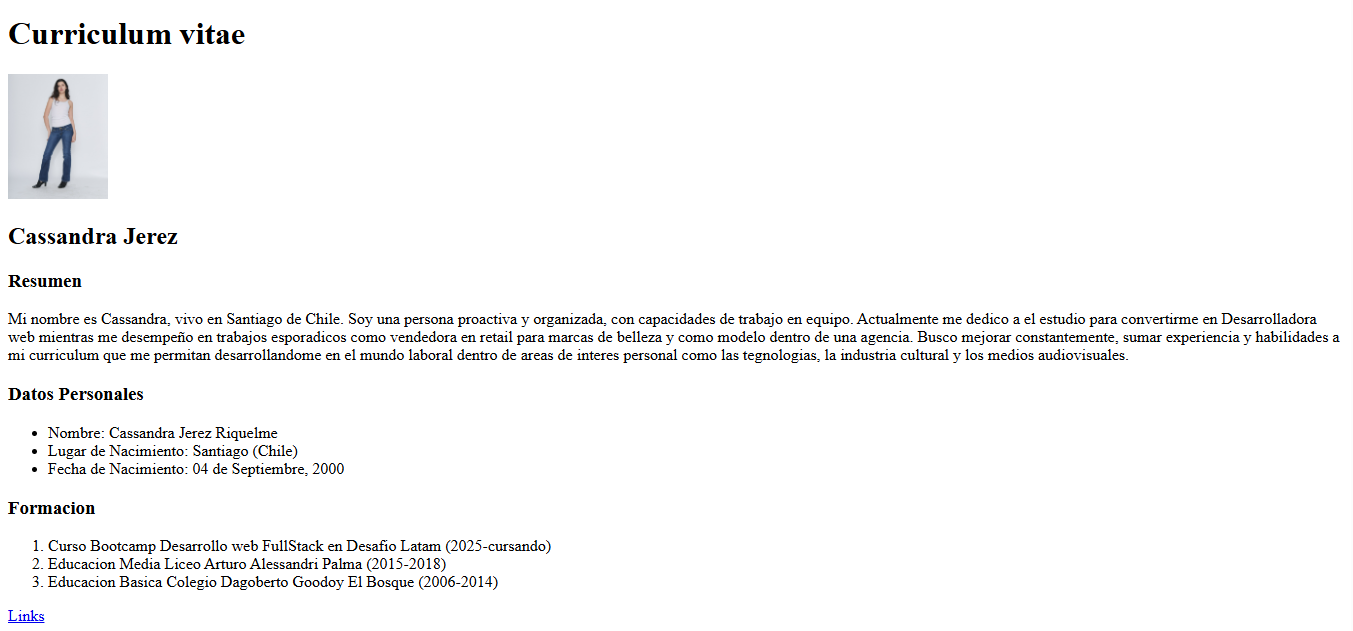 Curriculum vitae
Cassandra Jerez
Resumen
Mi nombre es Cassandra, vivo en Santiago de Chile. Soy una persona proactiva y organizada, con capacidades de trabajo en equipo. Actualmente me dedico a el estudio para convertirme en Desarrolladora
web mientras me desempeño en trabajos esporadicos como vendedora en retail para marcas de belleza y como modelo dentro de una agencia. Busco mejorar constantemente, sumar experiencia y habilidades a
mi curriculum que me permitan desarrollandome en el mundo laboral dentro de areas de interes personal como las tegnologias, la industria cultural y los medios audiovisuales.
Datos Personales
• Nombre: Cassandra Jerez Riquelme
• Lugar de Nacimiento: Santiago (Chile)
• Fecha de Nacimiento: 04 de Septiembre, 2000
Formacion
1. Curso Bootcamp Desarrollo web FullStack en Desafio Latam (2025-cursando)
2. Educacion Media Liceo Arturo Alessandri Palma (2015-2018)
3. Educacion Basica Colegio Dagoberto Goodoy El Bosque (2006-2014)
Links